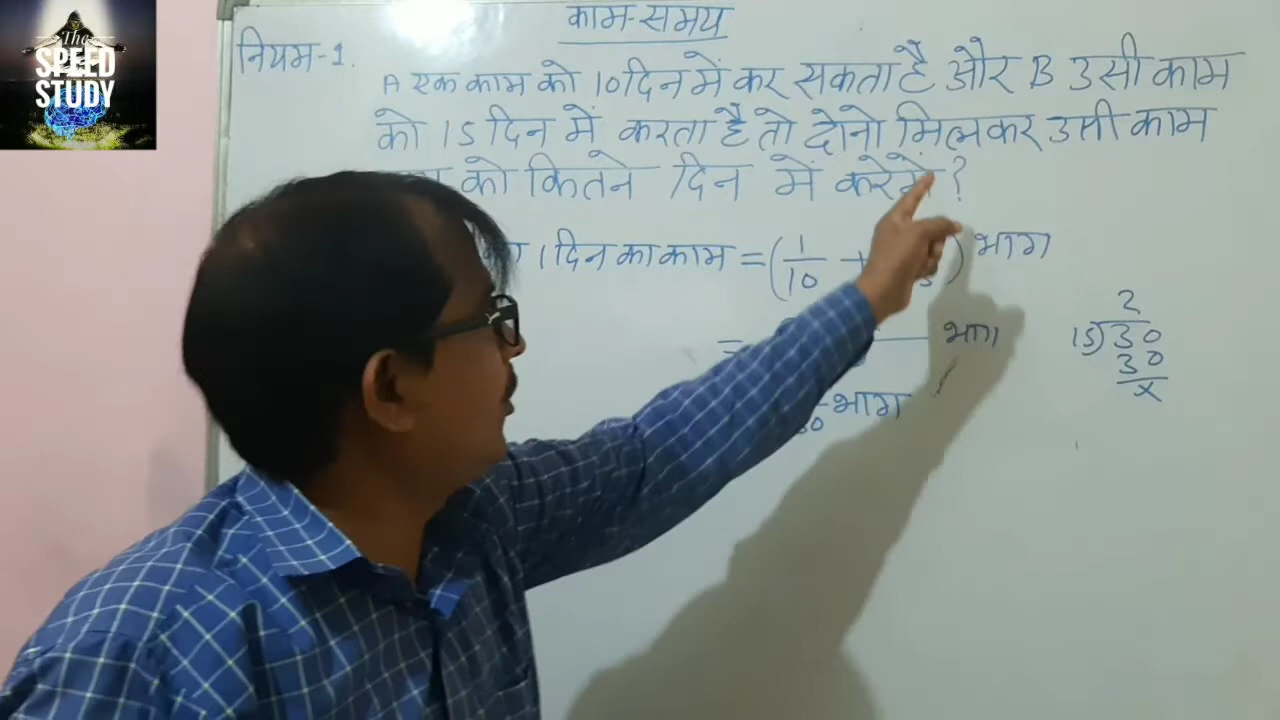 The
SPEED
STUDY
काम-समय
नियम-1.
A एक काम को 10 दिन में कर सकता है और B उसी काम
को 15 दिन में करता है तो दोनो मिलकर उसी काम
को कितने दिन में करेगें?
1 दिन का काम = (1/10 + ) भाग
= भाग
भाग
2
15)30
30
x